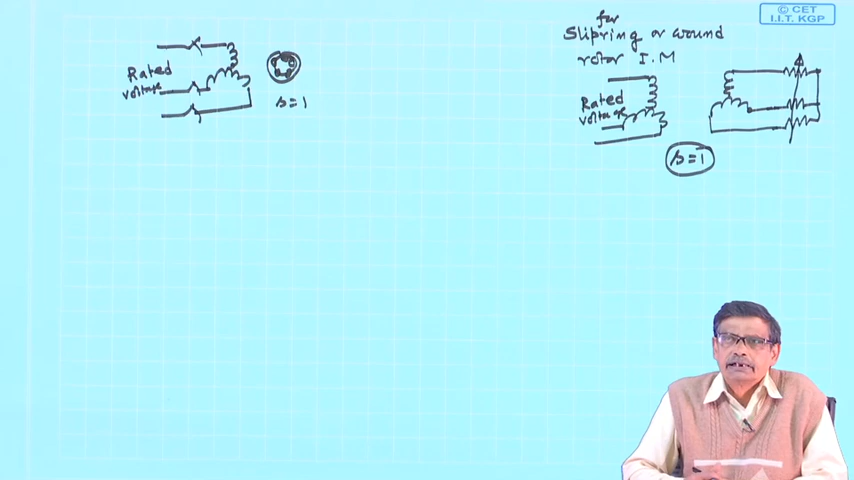 © CET
I.I.T. KGP
for
Slipring or wound
rotor I.M
Rated
voltage
s=1
Rated
voltage
s=1